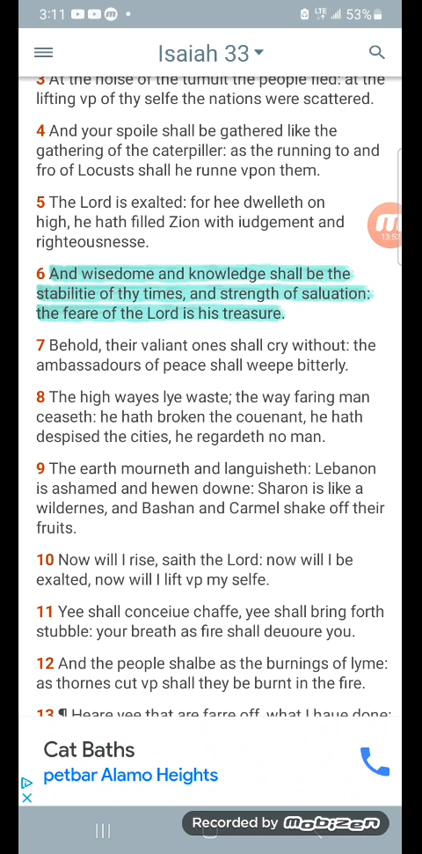 3:11
LTE 53%
Isaiah 33
3 At the noise of the tumult the people fled: at the
lifting vp of thy selfe the nations were scattered.
4 And your spoile shall be gathered like the
gathering of the caterpiller: as the running to and
fro of Locusts shall he runne vpon them.
5 The Lord is exalted: for hee dwelleth on
high, he hath filled Zion with iudgement and
righteousnesse.
13:53
6 And wisedome and knowledge shall be the
stabilitie of thy times, and strength of saluation:
the feare of the Lord is his treasure.
7 Behold, their valiant ones shall cry without: the
ambassadours of peace shall weepe bitterly.
8 The high wayes lye waste; the way faring man
ceaseth: he hath broken the couenant, he hath
despised the cities, he regardeth no man.
9 The earth mourneth and languisheth: Lebanon
is ashamed and hewen downe: Sharon is like a
wildernes, and Bashan and Carmel shake off their
fruits.
10 Now will I rise, saith the Lord: now will I be
exalted, now will I lift vp my selfe.
11 Yee shall conceiue chaffe, yee shall bring forth
stubble: your breath as fire shall deuoure you.
12 And the people shalbe as the burnings of lyme:
as thornes cut vp shall they be burnt in the fire.
13 ¶ Heare yee that are farre off, what I haue done:
Cat Baths
petbar Alamo Heights
Recorded by mobizen